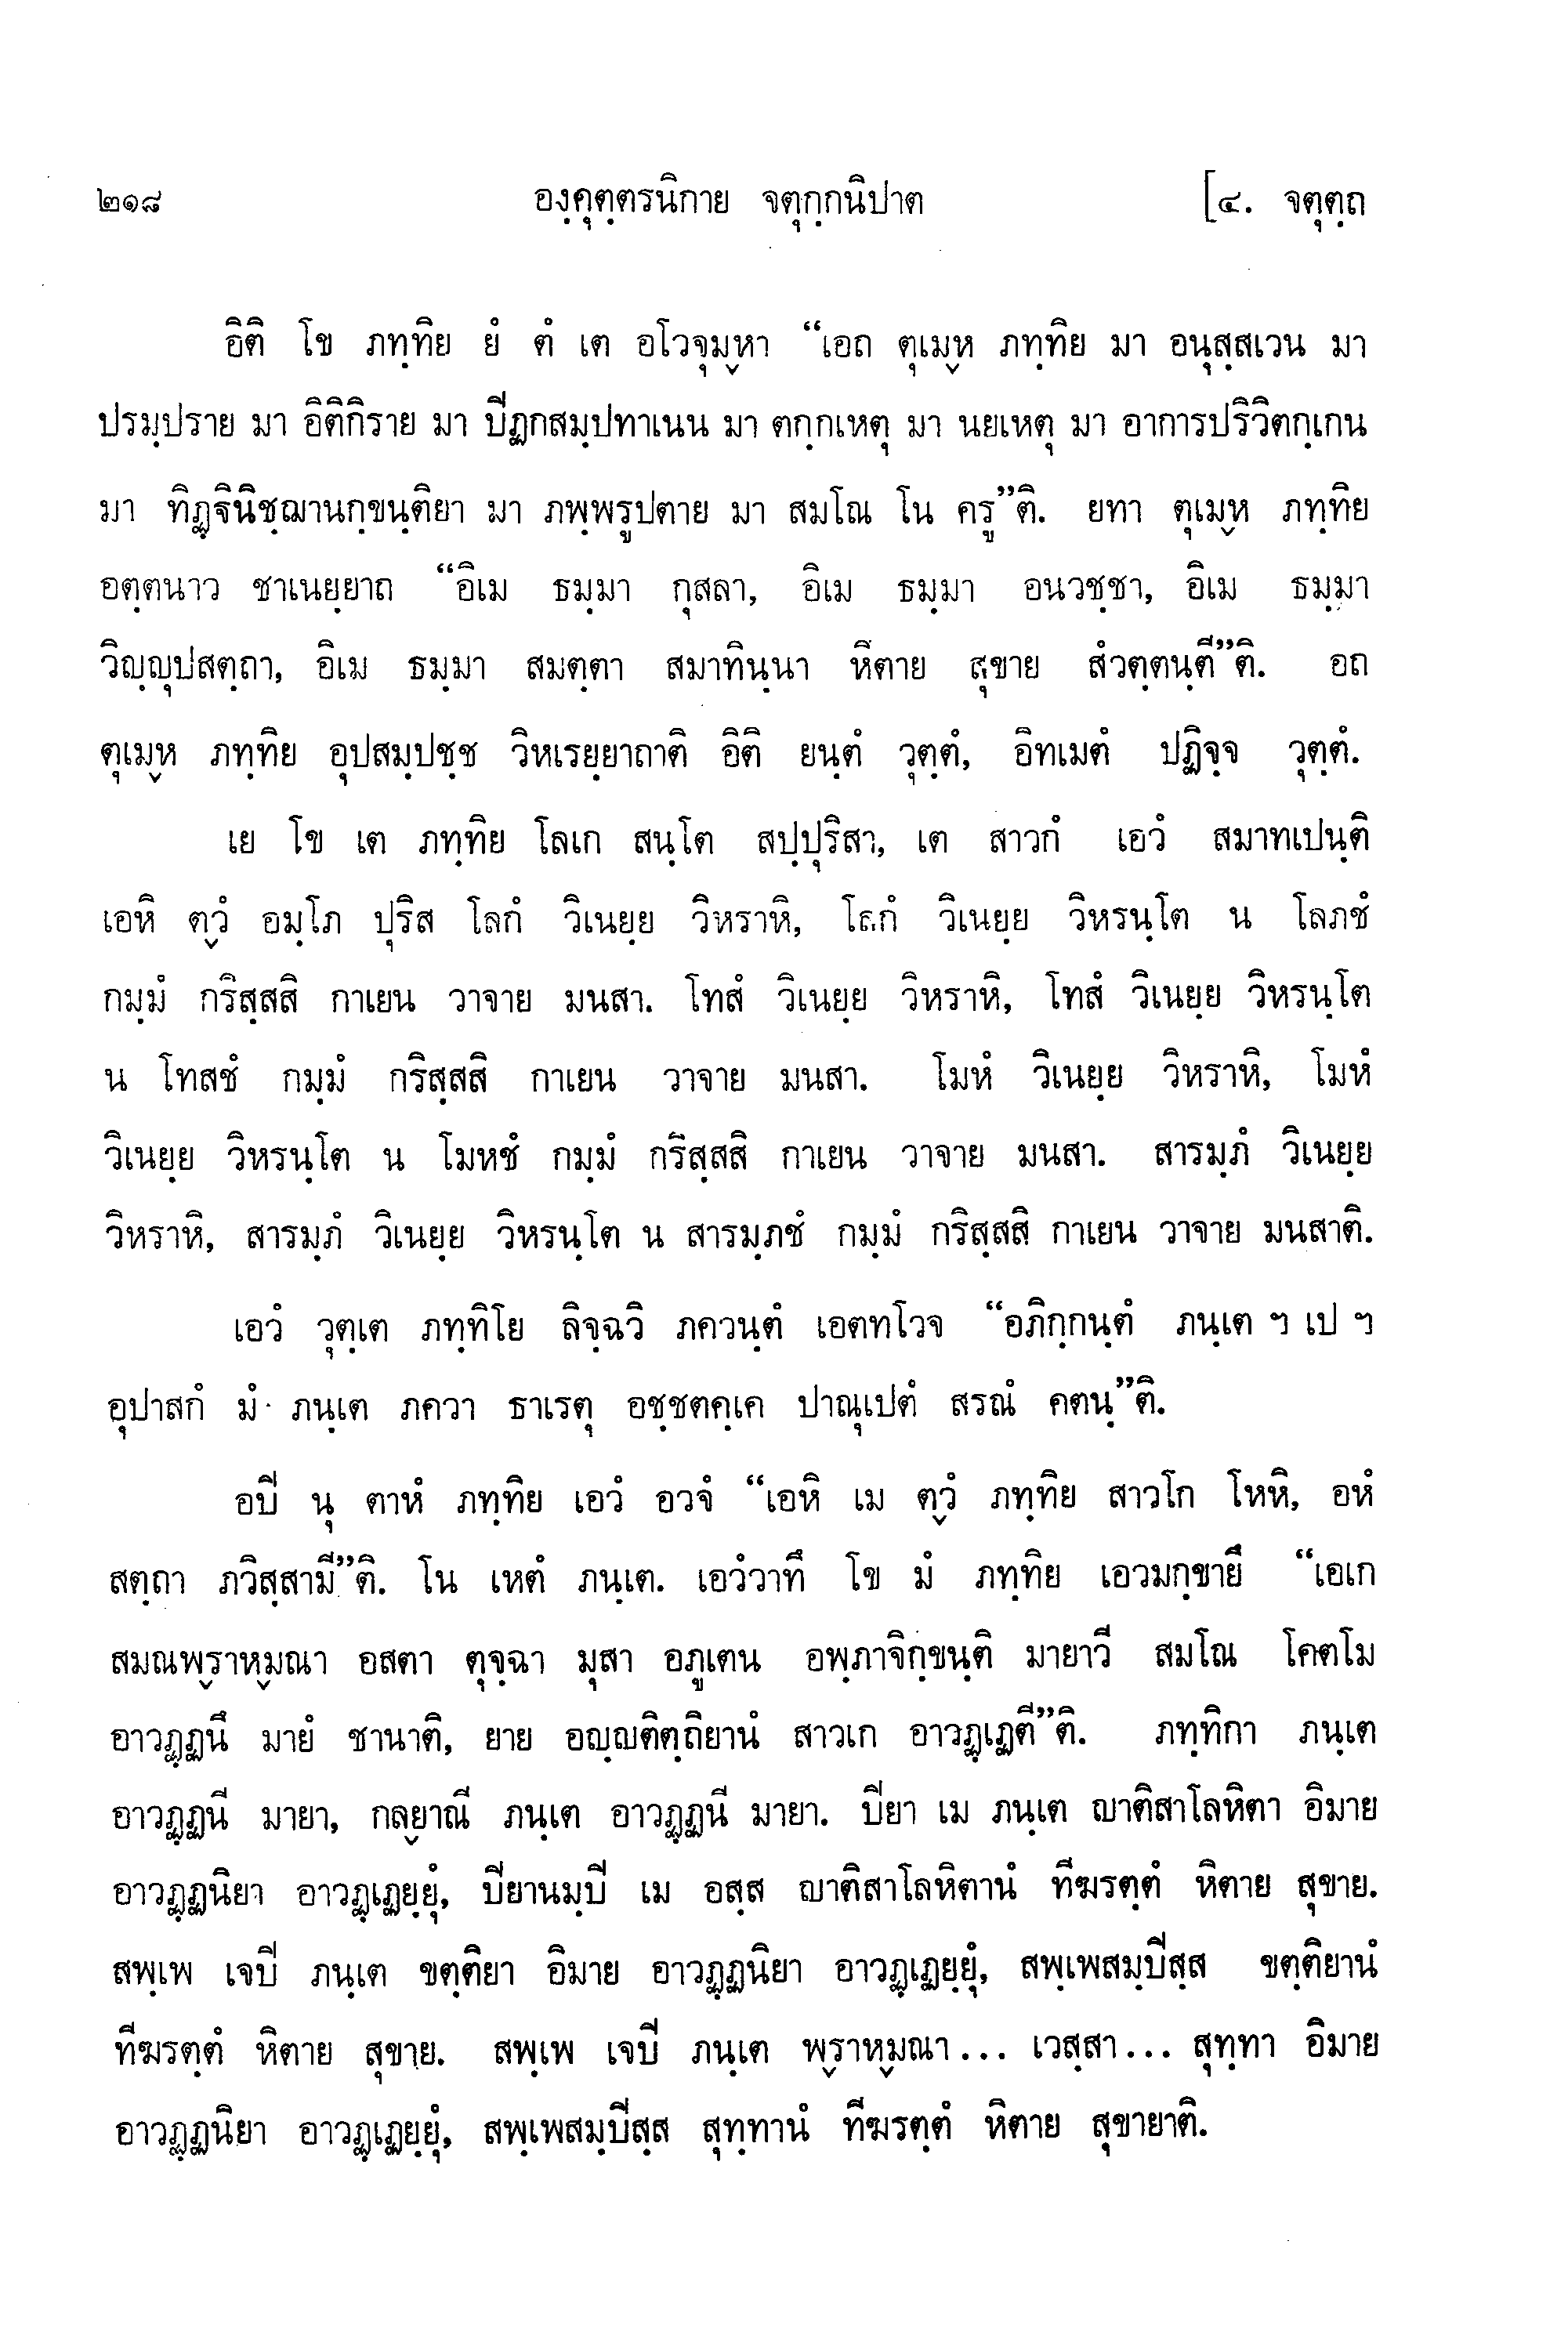 ๒๑๘ องฺคุตฺตรนิกาย จตุกฺกนิปาต [๔. จตุตฺถ
อิติ โข ภทฺทิย ยํ ตํ เต อโวจุมฺหา “เอถ ตุเมฺห ภทฺทิย มา อนุสฺสเวน มา
ปรมฺปราย มา อิติกิราย มา ปิฏกสมฺปทาเนน มา ตกฺกเหตุ มา นยเหตุ มา อาการปริวิตกฺเกน
มา ทิฏฺฐินิชฺฌานกฺขนฺติยา มา ภพฺพรูปตาย มา สมโณ โน ครู”ติ. ยทา ตุเมฺห ภทฺทิย
อตฺตนาว ชาเนยฺยาถ “อิเม ธมฺมา กุสลา, อิเม ธมฺมา อนวชฺชา, อิเม ธมฺมา
วิญฺญุปสตฺถา, อิเม ธมฺมา สมตฺตา สมาทินฺนา หิตาย สุขาย สํวตฺตนฺตี”ติ. อถ
ตุเมฺห ภทฺทิย อุปสมฺปชฺช วิหเรยฺยาถาติ อิติ ยนฺตํ วุตฺตํ, อิทเมตํ ปฏิจฺจ วุตฺตํ.
เย โข เต ภทฺทิย โลเก สนฺโต สปฺปุริสา, เต สาวกํ เอวํ สมาทเปนฺติ
เอหิ ตฺวํ อมฺโภ ปุริส โลภํ วิเนยฺย วิหราหิ, โลภํ วิเนยฺย วิหรนฺโต น โลภชํ
กมฺมํ กริสฺสสิ กาเยน วาจาย มนสา. โทสํ วิเนยฺย วิหราหิ, โทสํ วิเนยฺย วิหรนฺโต
น โทสชํ กมฺมํ กริสฺสสิ กาเยน วาจาย มนสา. โมหํ วิเนยฺย วิหราหิ, โมหํ
วิเนยฺย วิหรนฺโต น โมหชํ กมฺมํ กริสฺสสิ กาเยน วาจาย มนสา. สารมฺภํ วิเนยฺย
วิหราหิ, สารมฺภํ วิเนยฺย วิหรนฺโต น สารมฺภชํ กมฺมํ กริสฺสสิ กาเยน วาจาย มนสาติ.
เอวํ วุตฺเต ภทฺทิโย ลิจฺฉวิ ภควนฺตํ เอตทโวจ “อภิกฺกนฺตํ ภนฺเต ฯ เป ฯ
อุปาสกํ มํ ภนฺเต ภควา ธาเรตุ อชฺชตคฺเค ปาณุเปตํ สรณํ คตนฺ”ติ.
อปิ นุ ตาหํ ภทฺทิย เอวํ อวจํ “เอหิ เม ตฺวํ ภทฺทิย สาวโก โหหิ, อหํ
สตฺถา ภวิสฺสามี”ติ. โน เหตํ ภนฺเต. เอวํวาทึ โข มํ ภทฺทิย เอวมกฺขายึ “เอเก
สมณพฺราหฺมณา อสตา ตุจฺฉา มุสา อภูเตน อพฺภาจิกฺขนฺติ มายาวี สมโณ โคตโม
อาวฏฺฏนึ มายํ ชานาติ, ยาย อญฺญติตฺถิยานํ สาวเก อาวฏฺเฏตี”ติ. ภทฺทิกา ภนฺเต
อาวฏฺฏนี มายา, กลฺยาณี ภนฺเต อาวฏฺฏนี มายา. ปิยา เม ภนฺเต ญาติสาโลหิตา อิมาย
อาวฏฺฏนิยา อาวฏฺเฏยฺยุํ, ปิยานมฺปิ เม อสฺส ญาติสาโลหิตานํ ทีฆรตฺตํ หิตาย สุขาย.
สพฺเพ เจปิ ภนฺเต ขตฺติยา อิมาย อาวฏฺฏนิยา อาวฏฺเฏยฺยุํ, สพฺเพสมฺปิสฺส ขตฺติยานํ
ทีฆรตฺตํ หิตาย สุขาย. สพฺเพ เจปิ ภนฺเต พฺราหฺมณา... เวสฺสา... สุทฺทา อิมาย
อาวฏฺฏนิยา อาวฏฺเฏยฺยุํ, สพฺเพสมฺปิสฺส สุทฺทานํ ทีฆรตฺตํ หิตาย สุขายาติ.